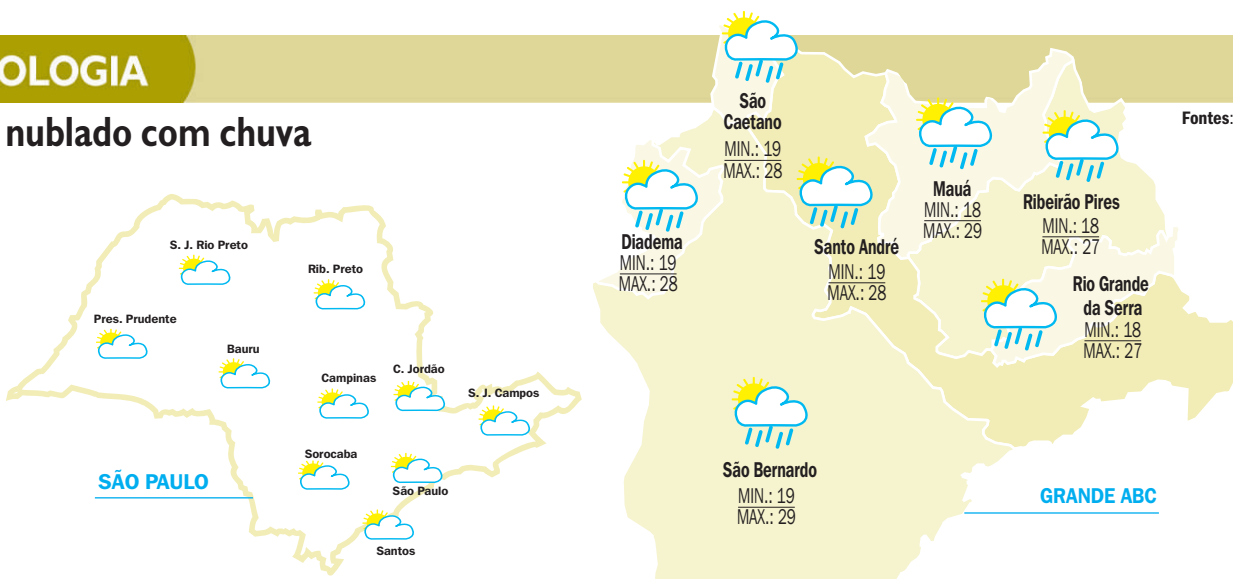 OLOGIA
nublado com chuva
S. J. Rio Preto
Rib. Preto
Pres. Prudente
Bauru
Campinas
C. Jordão
S. J. Campos
Sorocaba
São Paulo
Santos
SÃO PAULO
São
Caetano
MIN.: 19
MAX.: 28
Diadema
MIN.: 19
MAX.: 28
Santo André
MIN.: 19
MAX.: 28
Mauá
MIN.: 18
MAX.: 29
Ribeirão Pires
MIN.: 18
MAX.: 27
Rio Grande
da Serra
MIN.: 18
MAX.: 27
São Bernardo
MIN.: 19
MAX.: 29
GRANDE ABC
Fontes: